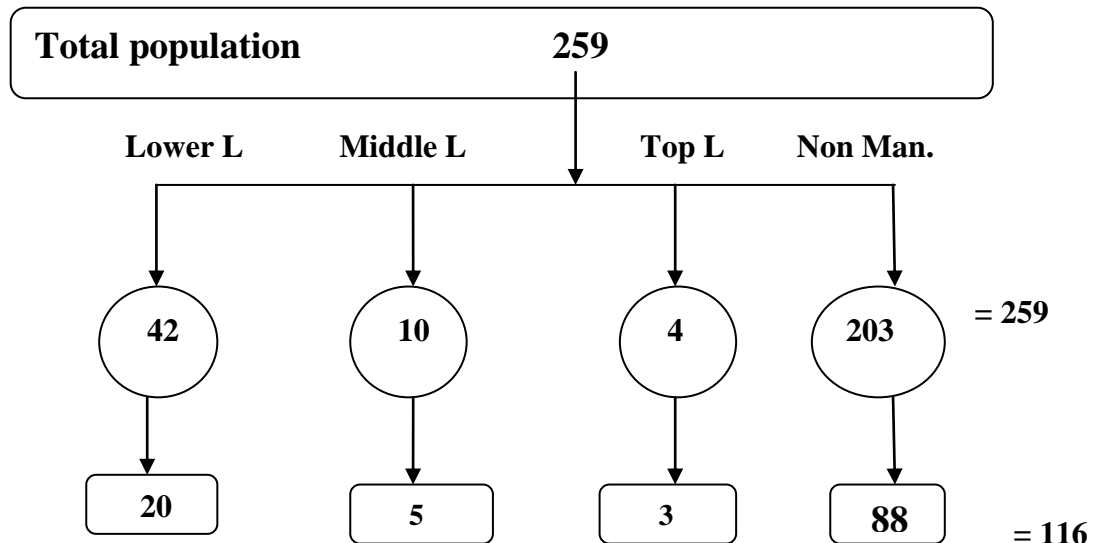 Total population 259
Lower L Middle L Top L Non Man.
42 10 4 203 = 259
20 5 3 88 = 116